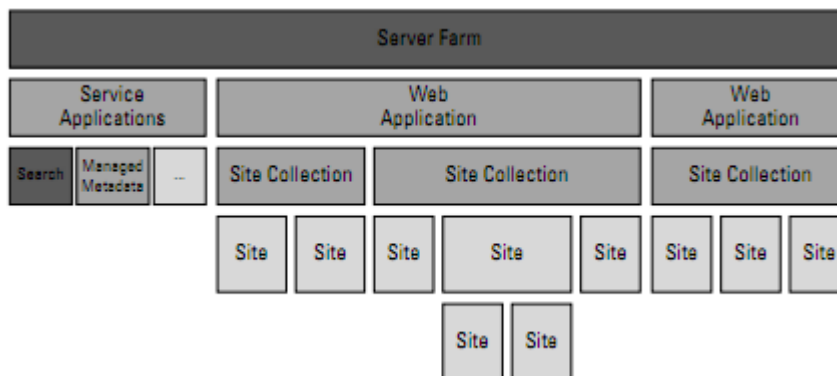 Server Farm
Service
Applications
Web
Application
Web
Application
Search
Managed
Metadata
...
Site Collection
Site Collection
Site Collection
Site
Site
Site
Site
Site
Site
Site
Site
Site
Site